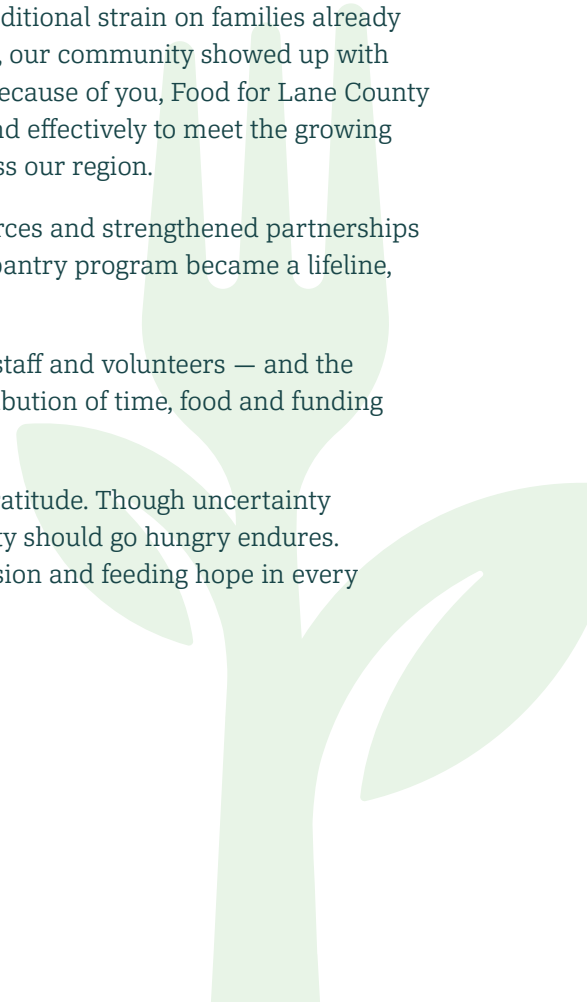 ditional strain on families already
, our community showed up with
ecause of you, Food for Lane County
nd effectively to meet the growing
ss our region.
rces and strengthened partnerships
pantry program became a lifeline,
staff and volunteers — and the
bution of time, food and funding
atitude. Though uncertainty
ty should go hungry endures.
sion and feeding hope in every